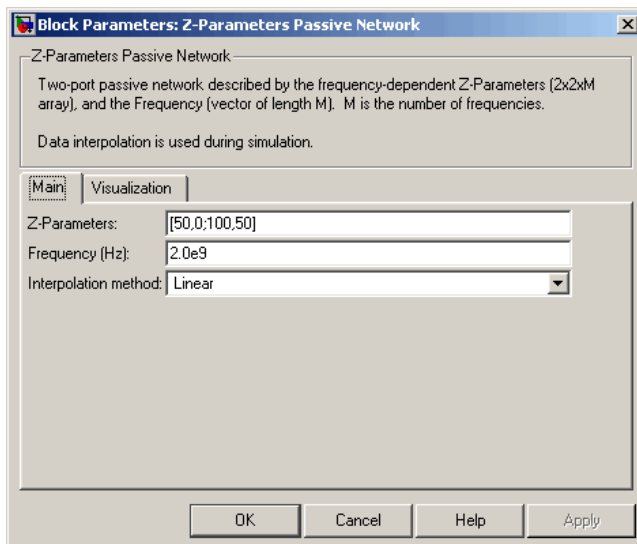 Block Parameters: Z-Parameters Passive Network
Z-Parameters Passive Network
Two-port passive network described by the frequency-dependent Z-Parameters (2x2xM
array), and the Frequency (vector of length M). M is the number of frequencies.
Data interpolation is used during simulation.
Main Visualization
Z-Parameters: [50,0;100,50]
Frequency (Hz): 2.0e9
Interpolation method: Linear
OK Cancel Help Apply